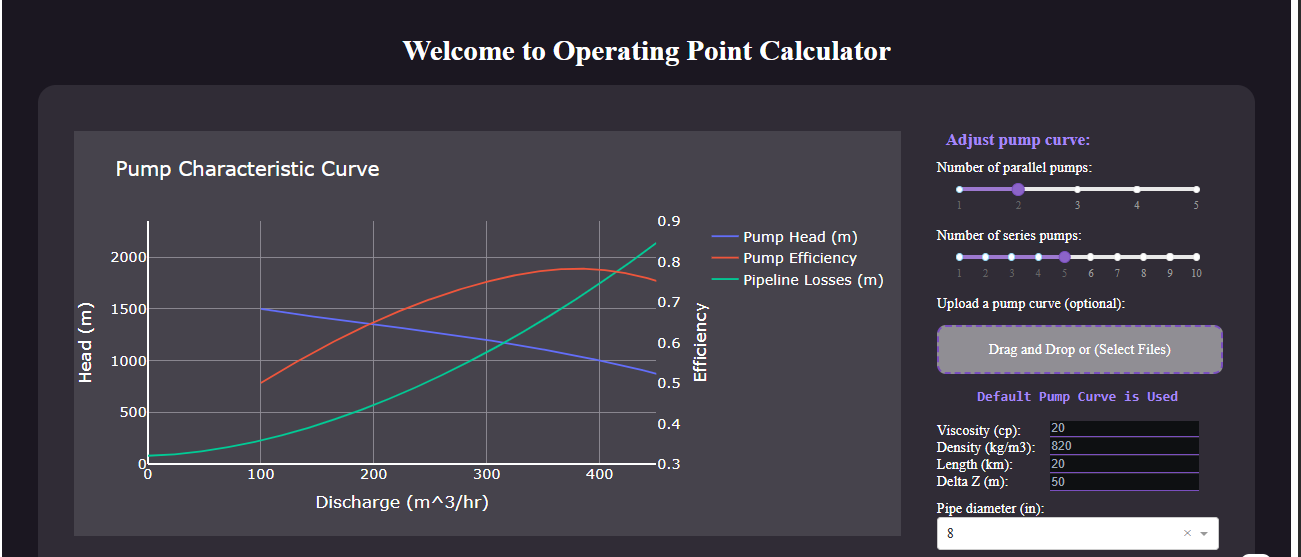 Welcome to Operating Point Calculator
Pump Characteristic Curve
Head (m)
2000
1500
1000
500
0
0 100 200 300 400
Discharge (m^3/hr)
0.9
0.8
0.7
0.6
0.5
0.4
0.3
Efficiency
Pump Head (m)
Pump Efficiency
Pipeline Losses (m)
Adjust pump curve:
Number of parallel pumps:
1 2 3 4 5
Number of series pumps:
1 2 3 4 5 6 7 8 9 10
Upload a pump curve (optional):
Drag and Drop or (Select Files)
Default Pump Curve is Used
Viscosity (cp): 20
Density (kg/m3): 820
Length (km): 20
Delta Z (m): 50
Pipe diameter (in):
8 ×